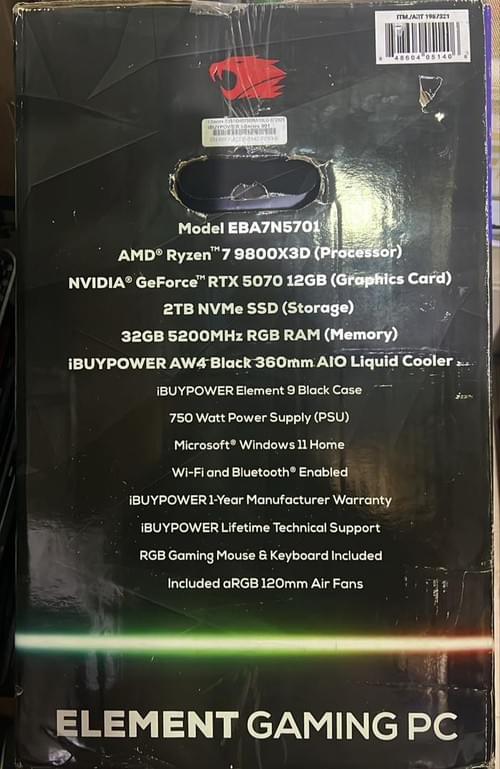 ITM./ART 1987321
Model EBA7N5701
AMD® Ryzen™ 7 9800X3D (Processor)
NVIDIA® GeForce™ RTX 5070 12GB (Graphics Card)
2TB NVMe SSD (Storage)
32GB 5200MHz RGB RAM (Memory)
iBUYPOWER AW4 Black 360mm AIO Liquid Cooler
iBUYPOWER Element 9 Black Case
750 Watt Power Supply (PSU)
Microsoft® Windows 11 Home
Wi-Fi and Bluetooth® Enabled
iBUYPOWER 1-Year Manufacturer Warranty
iBUYPOWER Lifetime Technical Support
RGB Gaming Mouse & Keyboard Included
Included aRGB 120mm Air Fans
ELEMENT GAMING PC